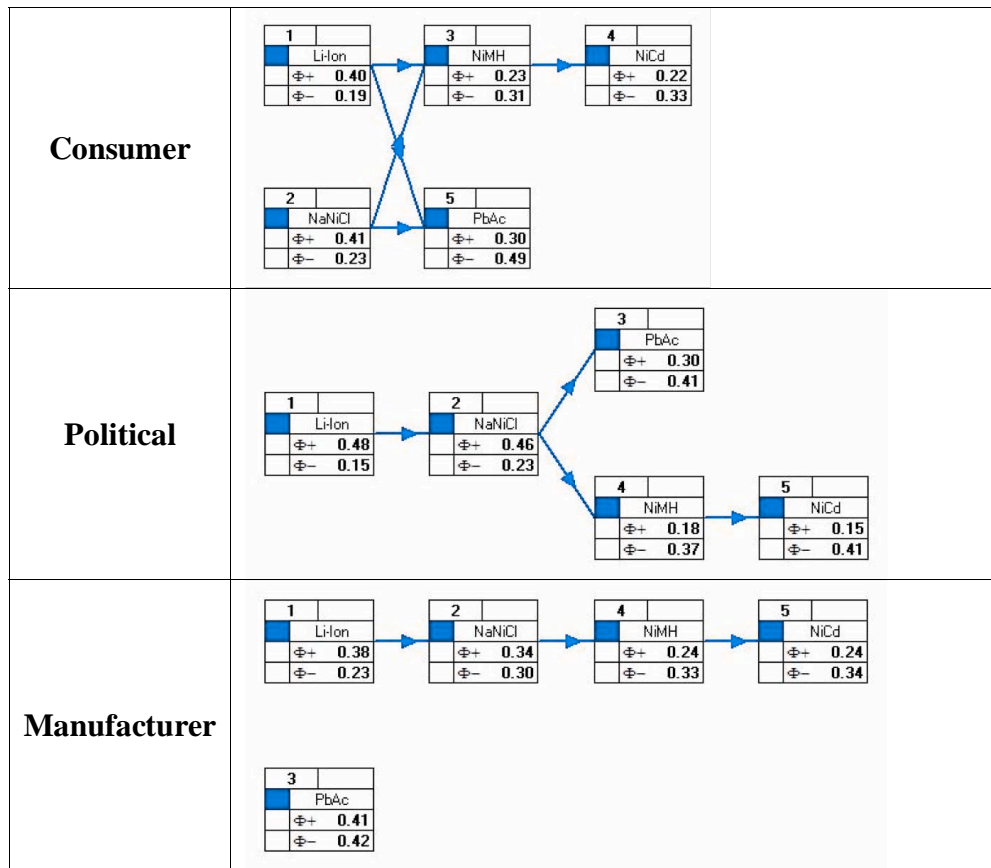 Consumer
1
Li-Ion
Φ+ 0.40
Φ− 0.19
3
NiMH
Φ+ 0.23
Φ− 0.31
4
NiCd
Φ+ 0.22
Φ− 0.33
2
NaNiCl
Φ+ 0.41
Φ− 0.23
5
PbAc
Φ+ 0.30
Φ− 0.49
Political
3
PbAc
Φ+ 0.30
Φ− 0.41
1
Li-Ion
Φ+ 0.48
Φ− 0.15
2
NaNiCl
Φ+ 0.46
Φ− 0.23
4
NiMH
Φ+ 0.18
Φ− 0.37
5
NiCd
Φ+ 0.15
Φ− 0.41
Manufacturer
1
Li-Ion
Φ+ 0.38
Φ− 0.23
2
NaNiCl
Φ+ 0.34
Φ− 0.30
4
NiMH
Φ+ 0.24
Φ− 0.33
5
NiCd
Φ+ 0.24
Φ− 0.34
3
PbAc
Φ+ 0.41
Φ− 0.42